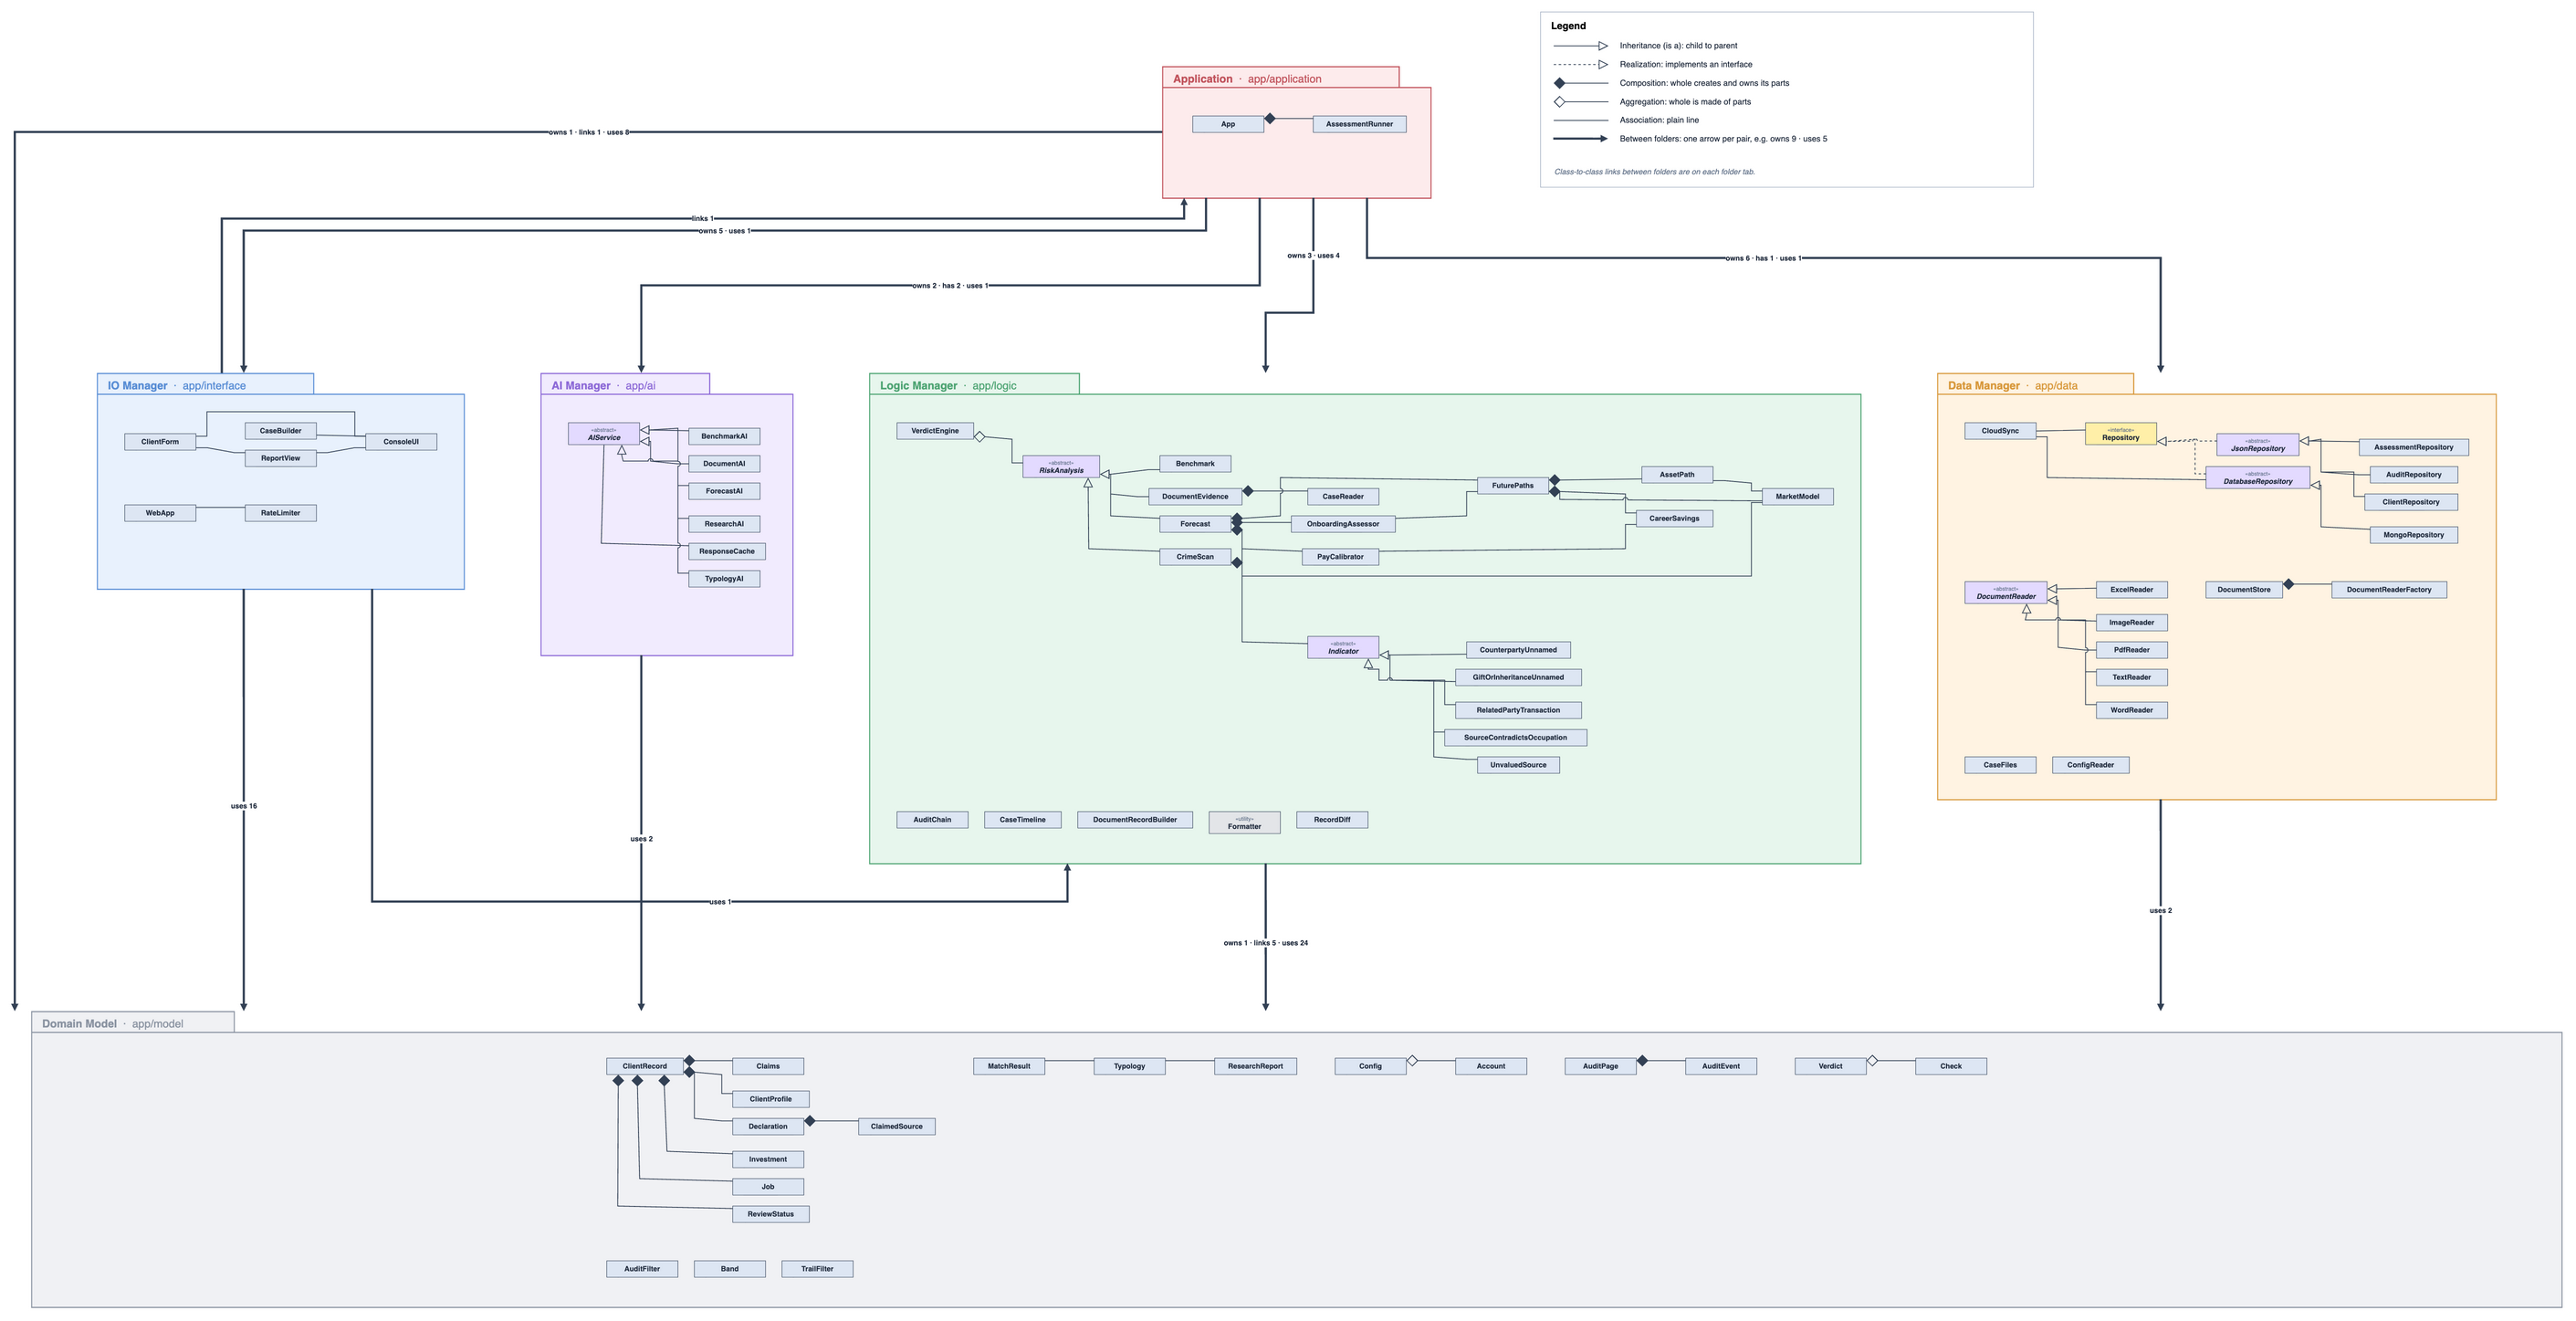 Legend
Inheritance (is a): child to parent
Realization: implements an interface
Composition: whole creates and owns its parts
Aggregation: whole is made of parts
Association: plain line
Between folders: one arrow per pair, e.g. owns 9 · uses 5
Class-to-class links between folders are on each folder tab.
Application · app/application
App
AssessmentRunner
owns 1 · links 1 · uses 8
links 1
owns 5 · uses 1
owns 3 · uses 4
owns 6 · has 1 · uses 1
owns 2 · has 2 · uses 1
IO Manager · app/interface
ClientForm
CaseBuilder
ReportView
ConsoleUI
WebApp
RateLimiter
AI Manager · app/ai
«abstract»
AIService
BenchmarkAI
DocumentAI
ForecastAI
ResearchAI
ResponseCache
TypologyAI
Logic Manager · app/logic
VerdictEngine
«abstract»
RiskAnalysis
Benchmark
DocumentEvidence
CaseReader
Forecast
OnboardingAssessor
CrimeScan
PayCalibrator
FuturePaths
AssetPath
MarketModel
CareerSavings
«abstract»
Indicator
CounterpartyUnnamed
GiftOrInheritanceUnnamed
RelatedPartyTransaction
SourceContradictsOccupation
UnvaluedSource
AuditChain
CaseTimeline
DocumentRecordBuilder
«utility»
Formatter
RecordDiff
Data Manager · app/data
CloudSync
«interface»
Repository
«abstract»
JsonRepository
«abstract»
DatabaseRepository
AssessmentRepository
AuditRepository
ClientRepository
MongoRepository
«abstract»
DocumentReader
ExcelReader
ImageReader
PdfReader
TextReader
WordReader
DocumentStore
DocumentReaderFactory
CaseFiles
ConfigReader
uses 16
uses 2
uses 1
owns 1 · links 5 · uses 24
uses 2
Domain Model · app/model
ClientRecord
Claims
ClientProfile
Declaration
ClaimedSource
Investment
Job
ReviewStatus
MatchResult
Typology
ResearchReport
Config
Account
AuditPage
AuditEvent
Verdict
Check
AuditFilter
Band
TrailFilter